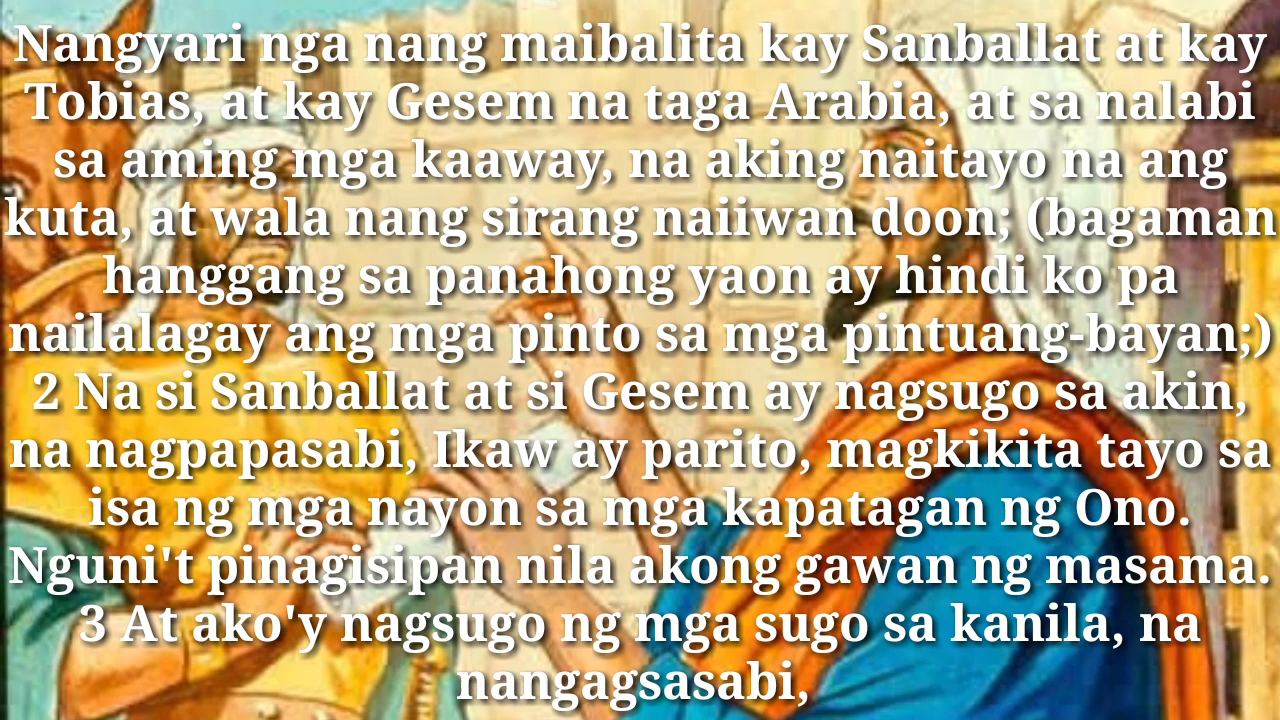 Nangyari nga nang maibalita kay Sanballat at kay
Tobias, at kay Gesem na taga Arabia, at sa nalabi
sa aming mga kaaway, na aking naitayo na ang
kuta, at wala nang sirang naiiwan doon; (bagaman
hanggang sa panahong yaon ay hindi ko pa
nailalagay ang mga pinto sa mga pintuang-bayan;)
2 Na si Sanballat at si Gesem ay nagsugo sa akin,
na nagpapasabi, Ikaw ay parito, magkikita tayo sa
isa ng mga nayon sa mga kapatagan ng Ono.
Nguni't pinagisipan nila akong gawan ng masama.
3 At ako'y nagsugo ng mga sugo sa kanila, na
nangagsasabi,